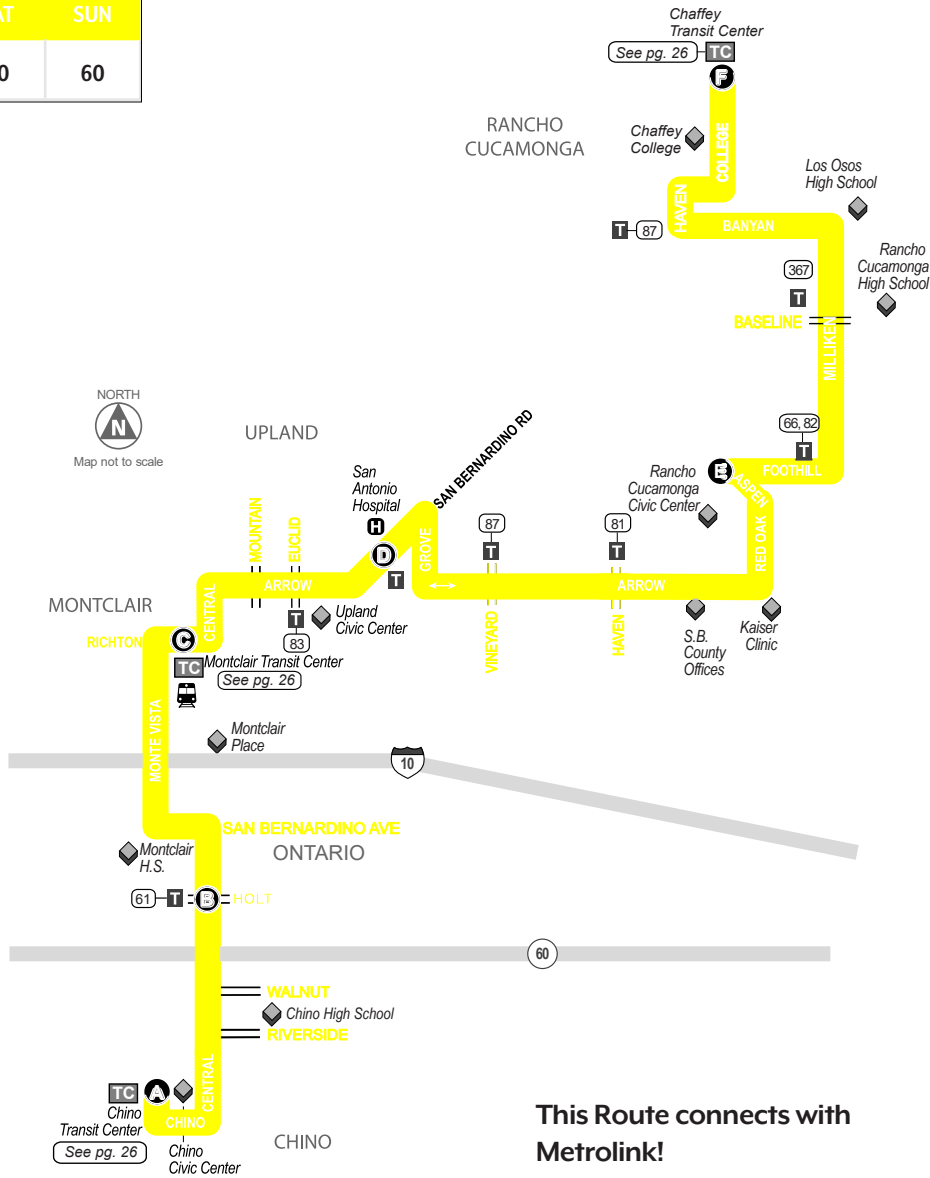 SUN
60
Chaffey
Transit Center
See pg. 26
TC
F
RANCHO
CUCAMONGA
Chaffey
College
COLLEGE
Los Osos
High School
HAVEN
T
87
BANYAN
367
T
Rancho
Cucamonga
High School
BASELINE
MILLIKEN
NORTH
N
Map not to scale
UPLAND
SAN BERNARDINO RD
66, 82
T
San
Antonio
Hospital
H
Rancho
Cucamonga
Civic Center
E
ASPEN
FOOTHILL
MOUNTAIN
EUCLID
D
T
GROVE
87
T
81
T
RED OAK
ARROW
ARROW
MONTCLAIR
CENTRAL
RICHTON
C
T
83
Upland
Civic Center
VINEYARD
HAVEN
S.B.
County
Offices
Kaiser
Clinic
TC
Montclair Transit Center
See pg. 26
MONTE VISTA
Montclair
Place
10
SAN BERNARDINO AVE
ONTARIO
Montclair
H.S.
61
T
B
HOLT
60
WALNUT
Chino High School
RIVERSIDE
CENTRAL
TC
A
Chino
Transit Center
See pg. 26
CHINO
Chino
Civic Center
CHINO
This Route connects with
Metrolink!